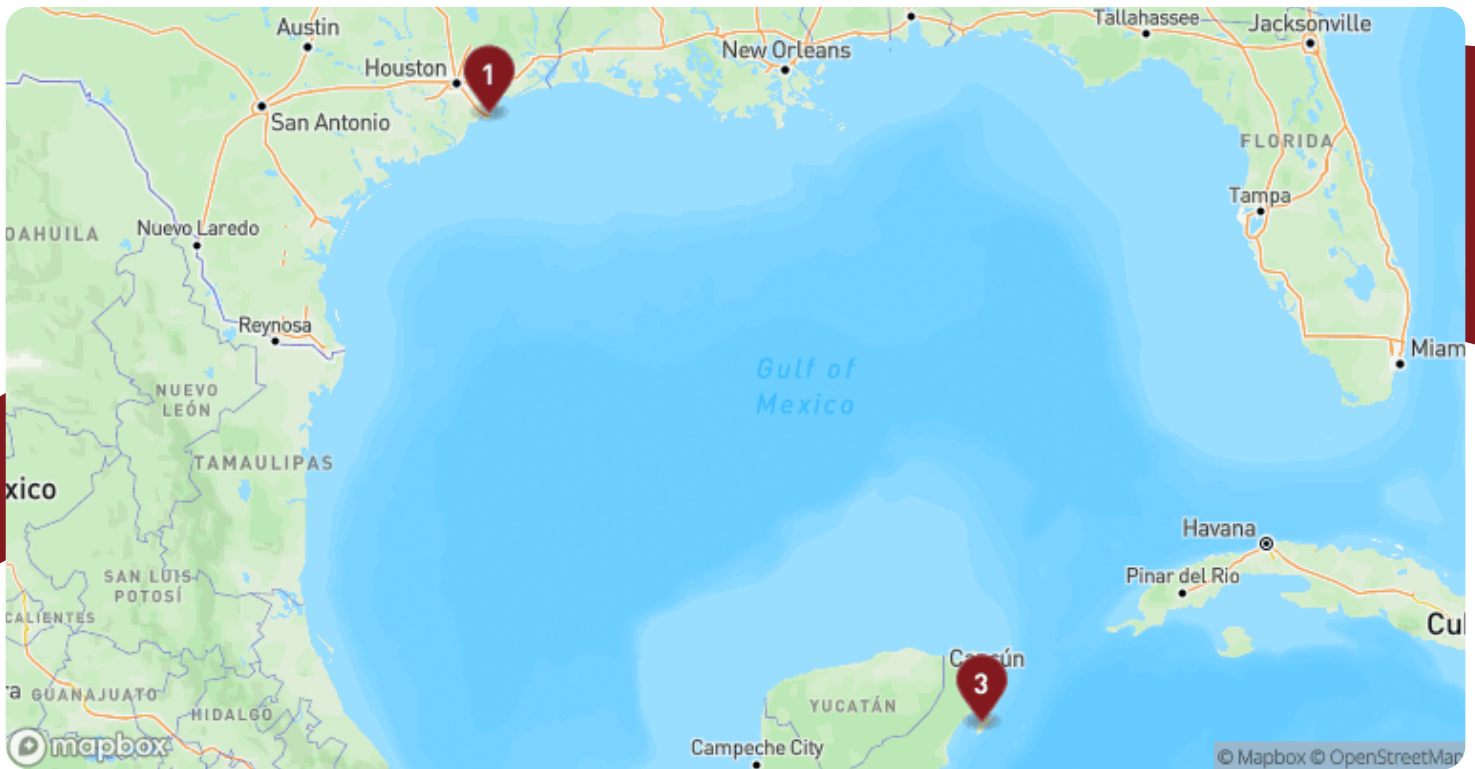 Tallahassee
Jacksonville
Austin
New Orleans
Houston
1
San Antonio
FLORIDA
Tampa
Nuevo Laredo
OAHUILA
Reynosa
Miam
Gulf of
Mexico
NUEVO
LEÓN
TAMAULIPAS
xico
Havana
Pinar del Rio
SAN LUIS
POTOSÍ
CALIENTES
Cu
Cancún
3
ra
GUANAJUATO
YUCATÁN
HIDALGO
Campeche City
mapbox
© Mapbox © OpenStreetMap